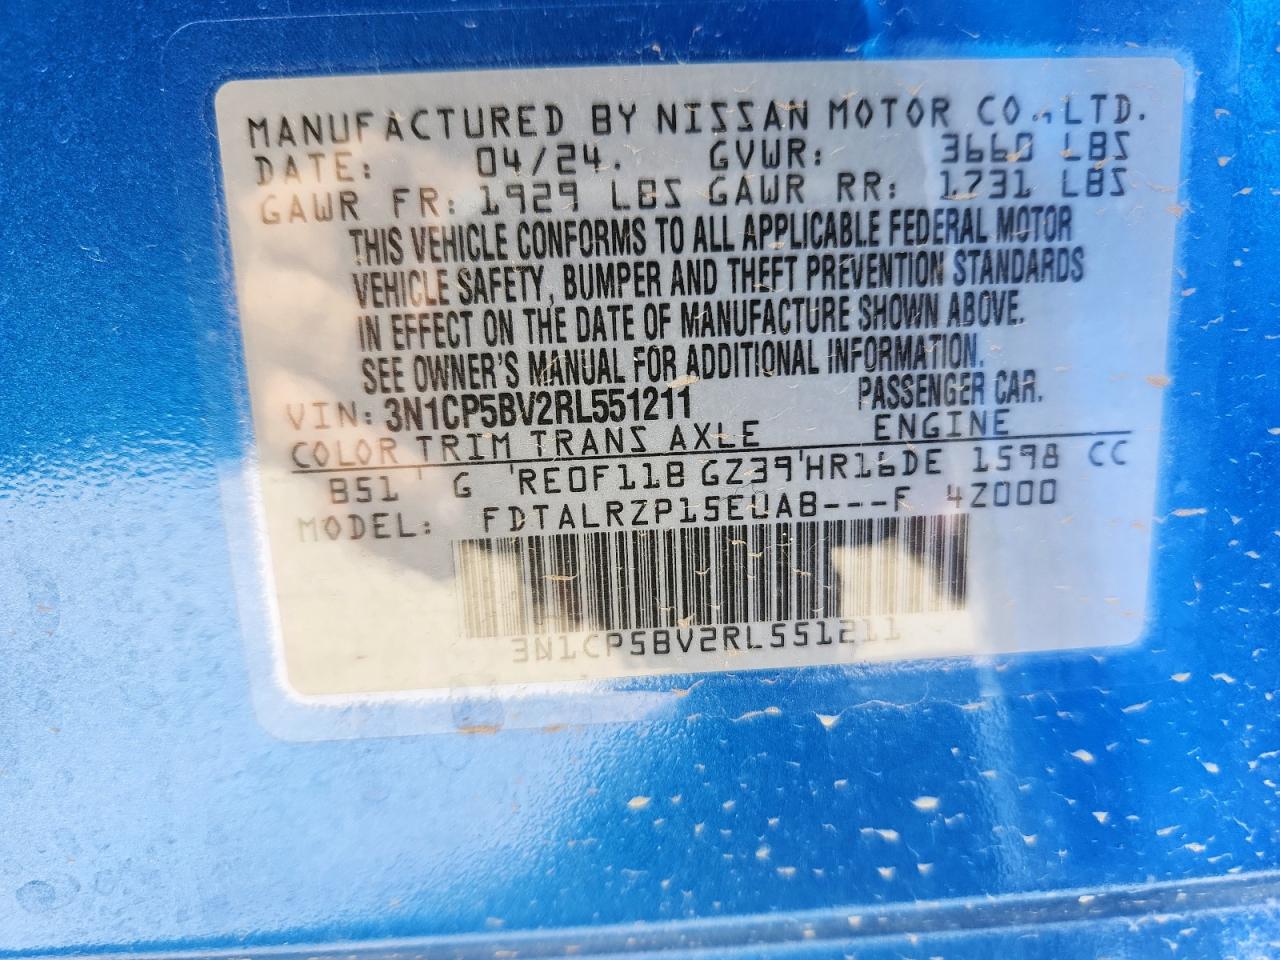 MANUFACTURED BY NISSAN MOTOR CO.,LTD.
DATE: 04/24. GVWR: 3660 LBS
GAWR FR: 1929 LBS GAWR RR: 1731 LBS
THIS VEHICLE CONFORMS TO ALL APPLICABLE FEDERAL MOTOR
VEHICLE SAFETY, BUMPER AND THEFT PREVENTION STANDARDS
IN EFFECT ON THE DATE OF MANUFACTURE SHOWN ABOVE.
SEE OWNER'S MANUAL FOR ADDITIONAL INFORMATION.
VIN: 3N1CP5BV2RL551211 PASSENGER CAR.
COLOR TRIM TRANS AXLE ENGINE
B51 G RE0F11B GZ39 HR16DE 1598 CC
MODEL: FDTALRZP15EUAB---F 4Z000
3N1CP5BV2RL551211